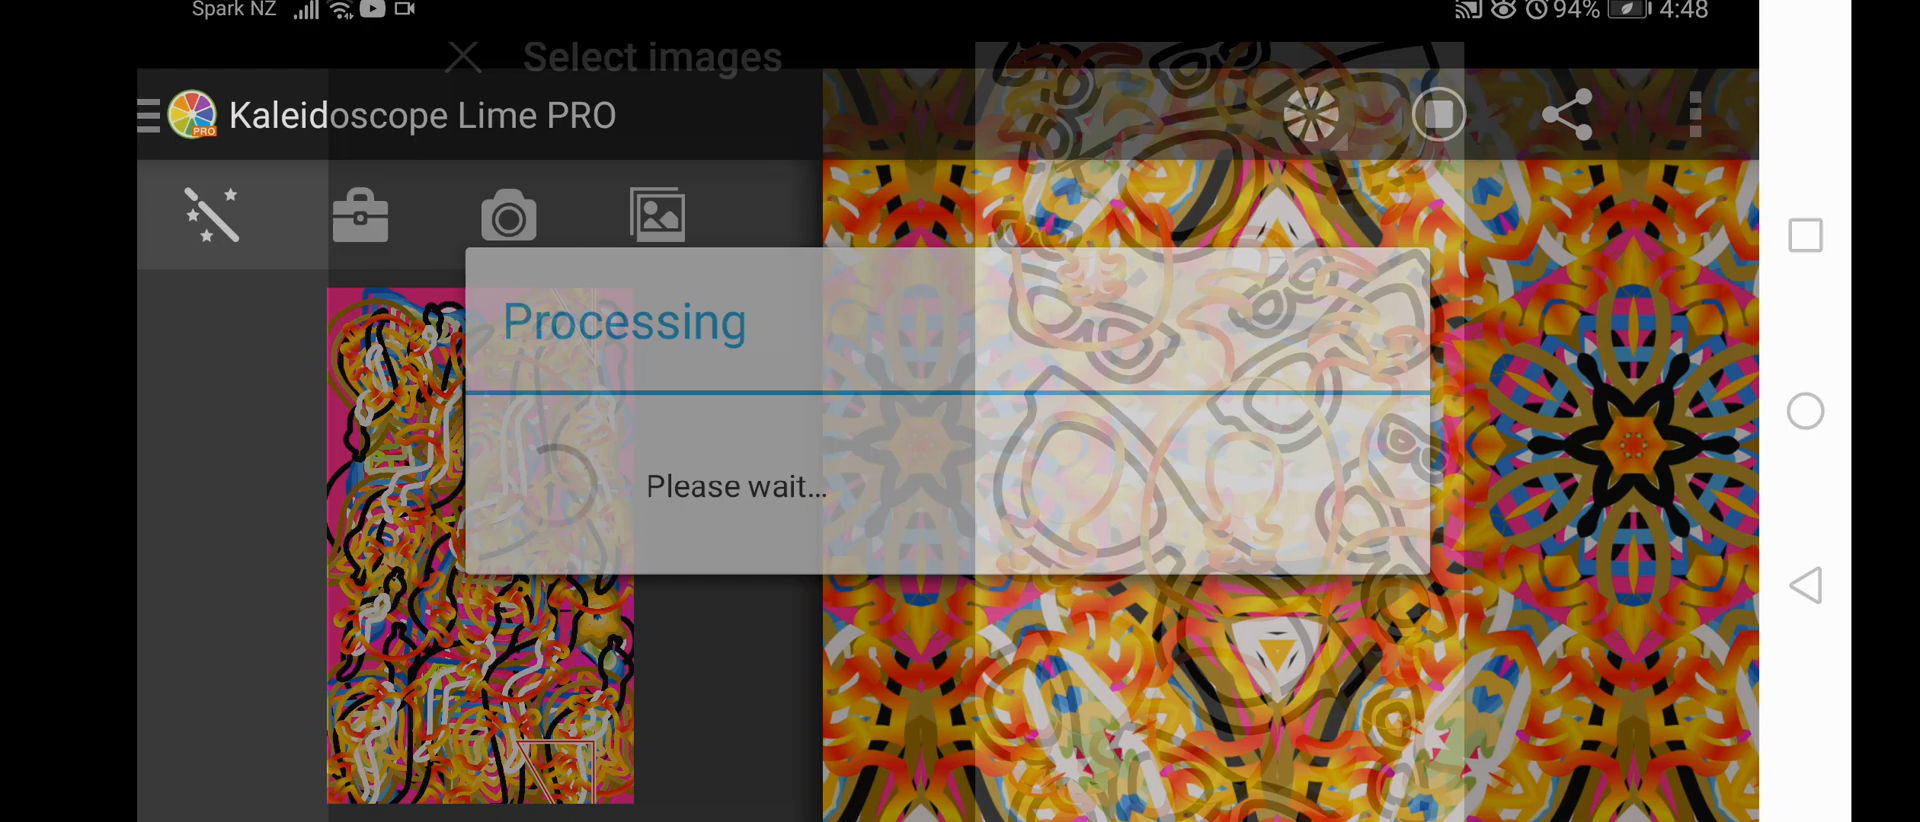 Spark NZ 94% 4:48
Select images
Kaleidoscope Lime PRO
PRO
Processing
Please wait...